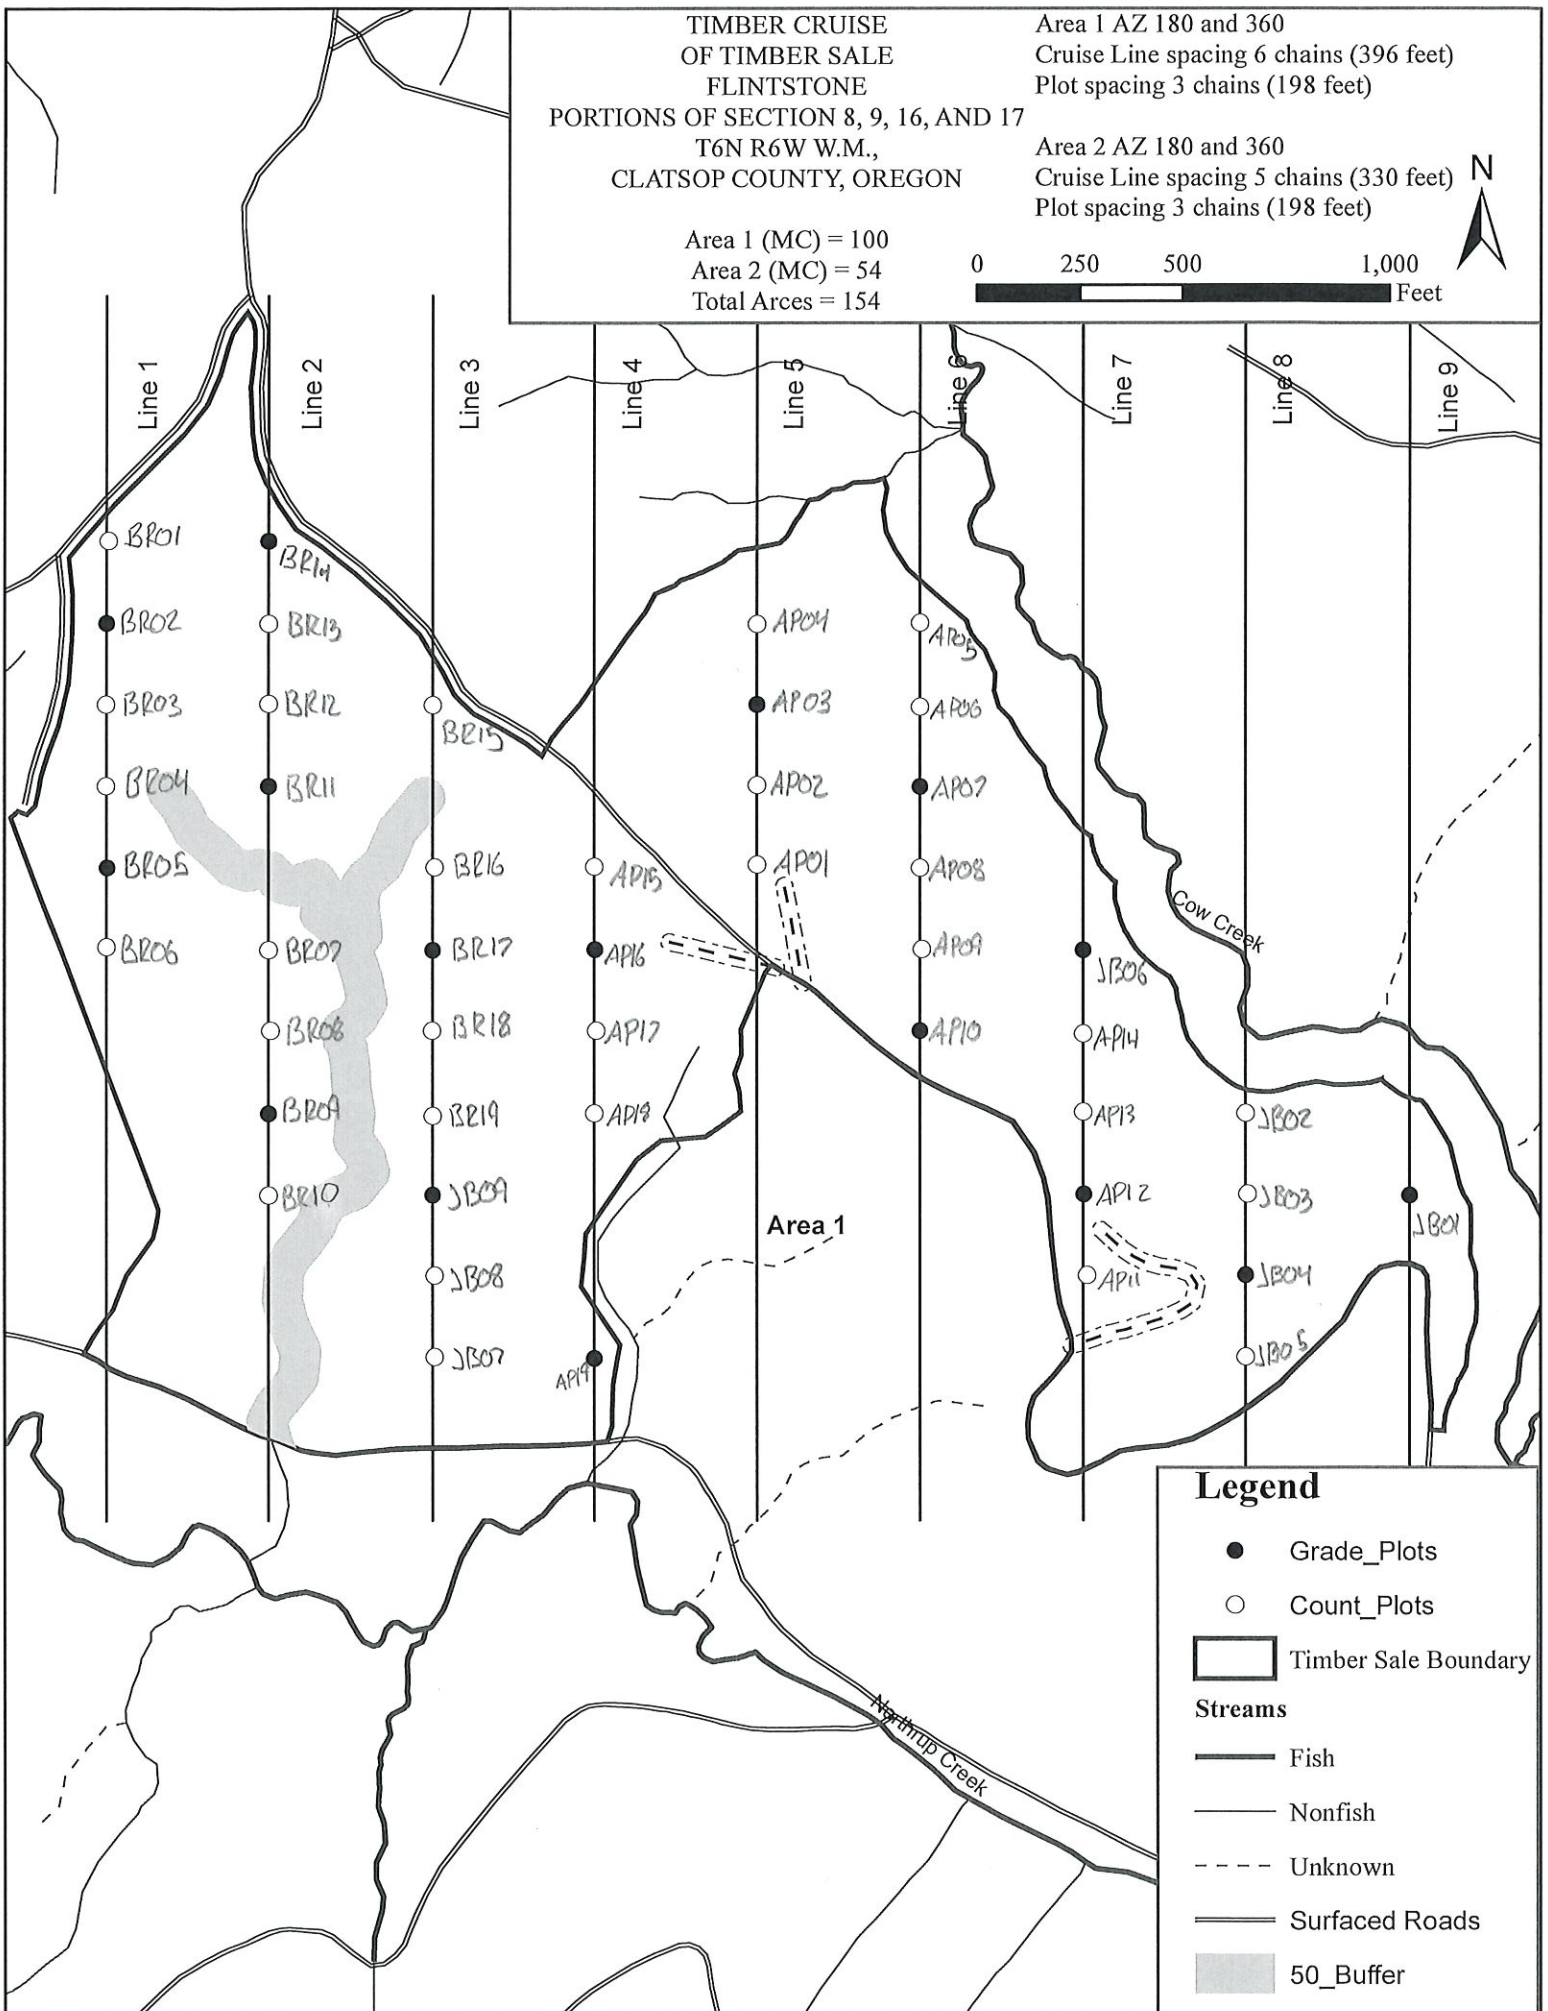 TIMBER CRUISE
OF TIMBER SALE
FLINTSTONE
PORTIONS OF SECTION 8, 9, 16, AND 17
T6N R6W W.M.,
CLATSOP COUNTY, OREGON
Area 1 (MC) = 100
Area 2 (MC) = 54
Total Arces = 154
Area 1 AZ 180 and 360
Cruise Line spacing 6 chains (396 feet)
Plot spacing 3 chains (198 feet)
Area 2 AZ 180 and 360
Cruise Line spacing 5 chains (330 feet)
Plot spacing 3 chains (198 feet)
N
0 250 500 1,000
Feet
Line 1
Line 2
Line 3
Line 4
Line 5
Line 6
Line 7
Line 8
Line 9
BR01
BR14
BR02
BR13
AP04
AP05
BR03
BR12
BR15
AP03
AP06
BR04
BR11
AP02
AP07
BR05
BR16
AP15
AP01
AP08
Cow Creek
BR06
BR07
BR17
AP16
AP09
JB06
BR08
BR18
AP17
AP10
AP14
BR09
BR19
AP18
AP13
JB02
BR10
JB09
AP12
JB03
JB01
Area 1
JB08
AP11
JB04
JB07
AP19
JB05
Northrup Creek
Legend
Grade_Plots
Count_Plots
Timber Sale Boundary
Streams
Fish
Nonfish
Unknown
Surfaced Roads
50_Buffer